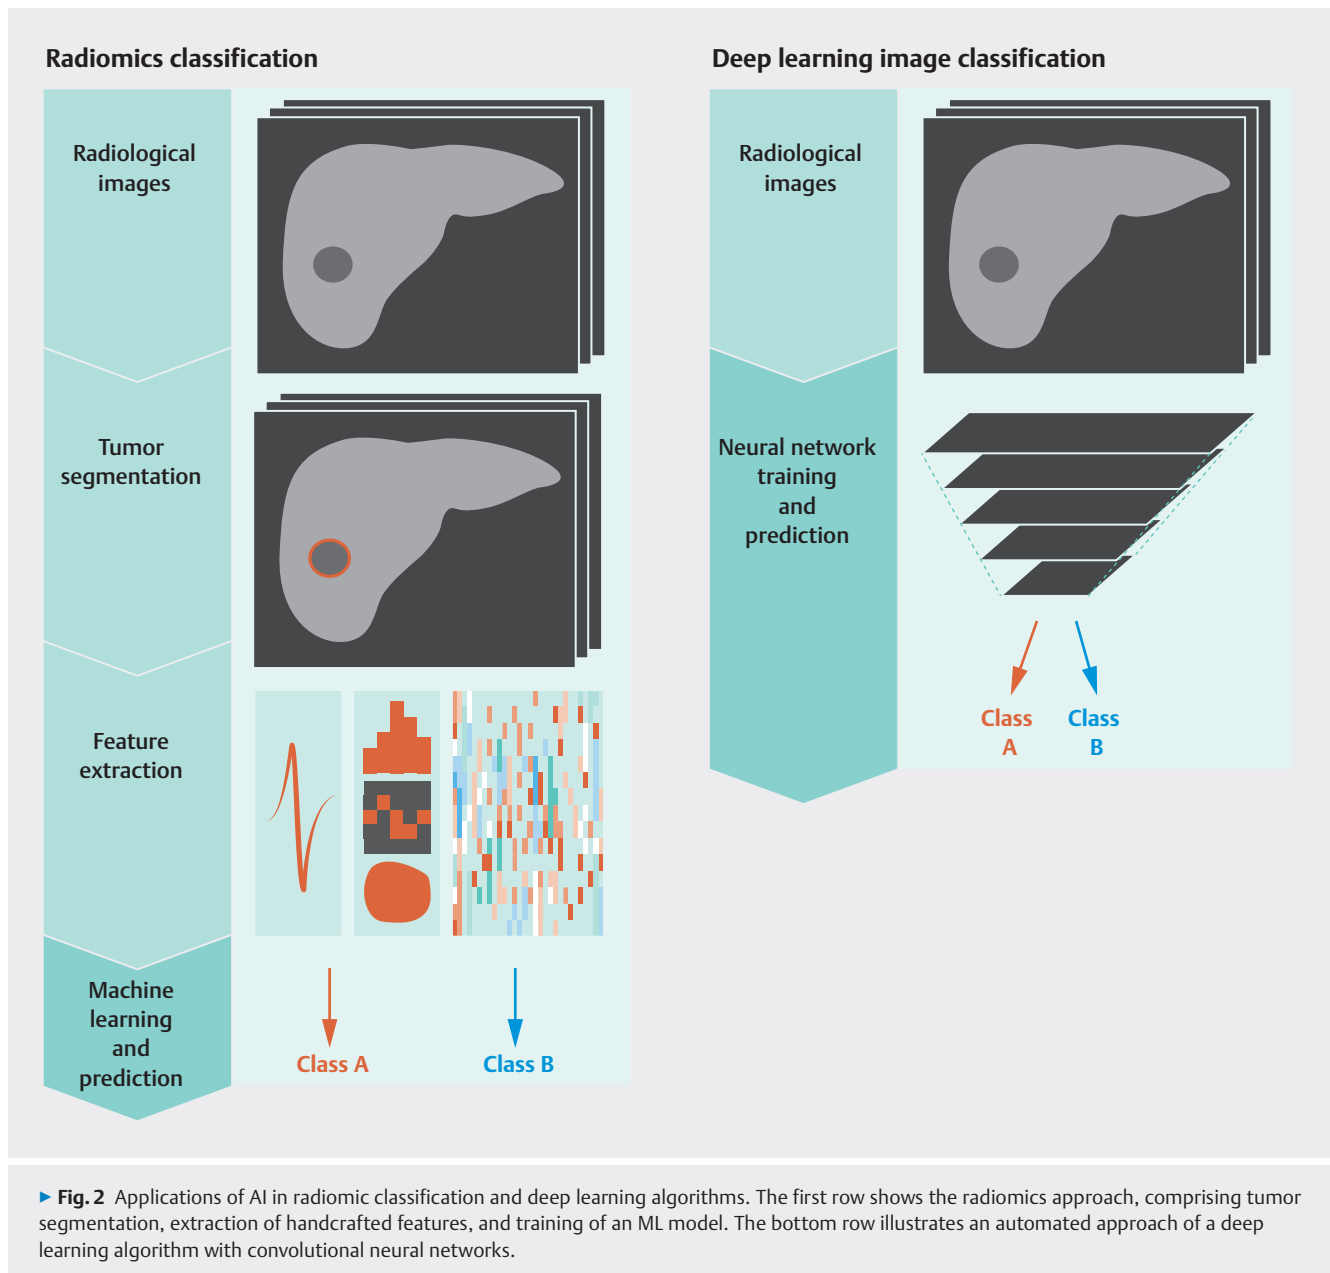 Radiomics classification
Radiological
images
Tumor
segmentation
Feature
extraction
Machine
learning
and
prediction
Class A
Class B
Deep learning image classification
Radiological
images
Neural network
training
and
prediction
Class
A
Class
B
► Fig. 2 Applications of AI in radiomic classification and deep learning algorithms. The first row shows the radiomics approach, comprising tumor
segmentation, extraction of handcrafted features, and training of an ML model. The bottom row illustrates an automated approach of a deep
learning algorithm with convolutional neural networks.